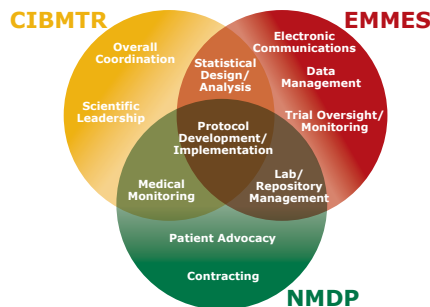 CIBMTR
EMMES
Overall
Coordination
Scientific
Leadership
Statistical
Design/
Analysis
Electronic
Communications
Data
Management
Trial Oversight/
Monitoring
Protocol
Development/
Implementation
Medical
Monitoring
Lab/
Repository
Management
Patient Advocacy
Contracting
NMDP